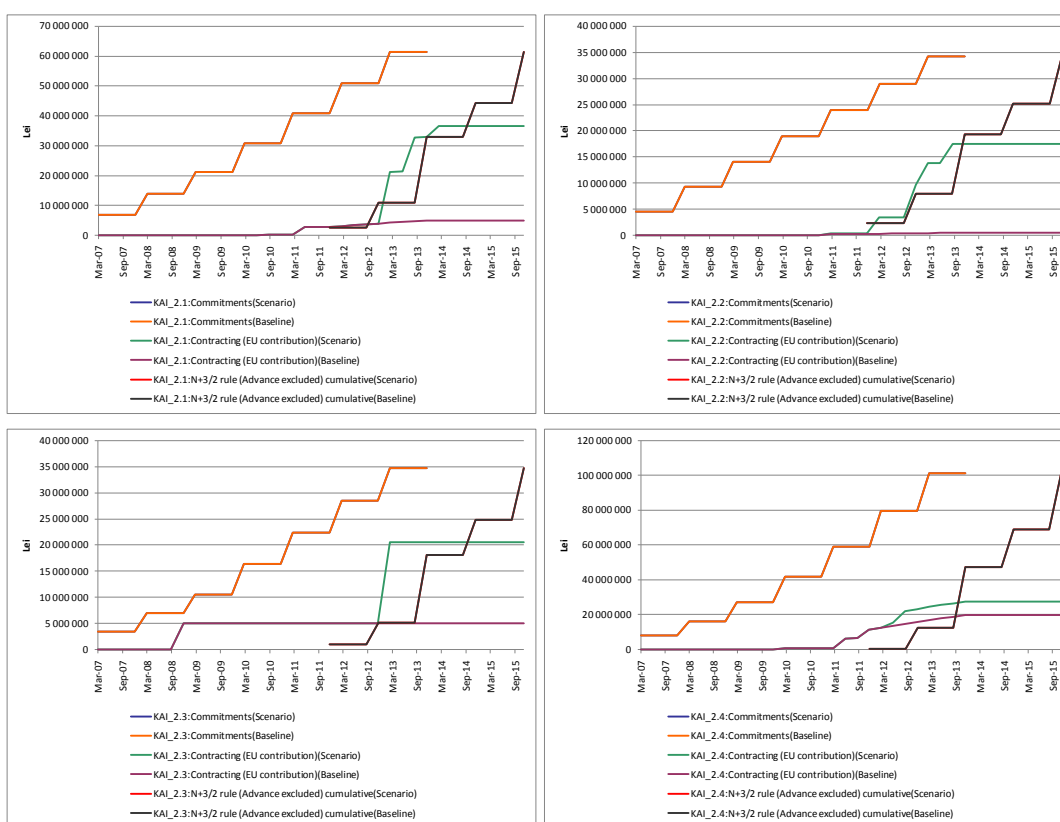 70 000 000
60 000 000
50 000 000
40 000 000
30 000 000
20 000 000
10 000 000
0
Lei
Mar-07
Sep-07
Mar-08
Sep-08
Mar-09
Sep-09
Mar-10
Sep-10
Mar-11
Sep-11
Mar-12
Sep-12
Mar-13
Sep-13
Mar-14
Sep-14
Mar-15
Sep-15
KAI_2.1:Commitments(Scenario)
KAI_2.1:Commitments(Baseline)
KAI_2.1:Contracting (EU contribution)(Scenario)
KAI_2.1:Contracting (EU contribution)(Baseline)
KAI_2.1:N+3/2 rule (Advance excluded) cumulative(Scenario)
KAI_2.1:N+3/2 rule (Advance excluded) cumulative(Baseline)
40 000 000
35 000 000
30 000 000
25 000 000
20 000 000
15 000 000
10 000 000
5 000 000
0
Mar-07
Sep-07
Mar-08
Sep-08
Mar-09
Sep-09
Mar-10
Sep-10
Mar-11
Sep-11
Mar-12
Sep-12
Mar-13
Sep-13
Mar-14
Sep-14
Mar-15
Sep-15
KAI_2.2:Commitments(Scenario)
KAI_2.2:Commitments(Baseline)
KAI_2.2:Contracting (EU contribution)(Scenario)
KAI_2.2:Contracting (EU contribution)(Baseline)
KAI_2.2:N+3/2 rule (Advance excluded) cumulative(Scenario)
KAI_2.2:N+3/2 rule (Advance excluded) cumulative(Baseline)
40 000 000
35 000 000
30 000 000
25 000 000
20 000 000
15 000 000
10 000 000
5 000 000
0
Lei
Mar-07
Sep-07
Mar-08
Sep-08
Mar-09
Sep-09
Mar-10
Sep-10
Mar-11
Sep-11
Mar-12
Sep-12
Mar-13
Sep-13
Mar-14
Sep-14
Mar-15
Sep-15
KAI_2.3:Commitments(Scenario)
KAI_2.3:Commitments(Baseline)
KAI_2.3:Contracting (EU contribution)(Scenario)
KAI_2.3:Contracting (EU contribution)(Baseline)
KAI_2.3:N+3/2 rule (Advance excluded) cumulative(Scenario)
KAI_2.3:N+3/2 rule (Advance excluded) cumulative(Baseline)
120 000 000
100 000 000
80 000 000
60 000 000
40 000 000
20 000 000
0
Mar-07
Sep-07
Mar-08
Sep-08
Mar-09
Sep-09
Mar-10
Sep-10
Mar-11
Sep-11
Mar-12
Sep-12
Mar-13
Sep-13
Mar-14
Sep-14
Mar-15
Sep-15
KAI_2.4:Commitments(Scenario)
KAI_2.4:Commitments(Baseline)
KAI_2.4:Contracting (EU contribution)(Scenario)
KAI_2.4:Contracting (EU contribution)(Baseline)
KAI_2.4:N+3/2 rule (Advance excluded) cumulative(Scenario)
KAI_2.4:N+3/2 rule (Advance excluded) cumulative(Baseline)